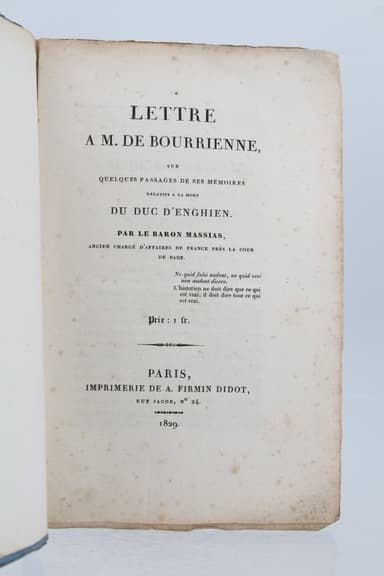 LETTRE
A M. DE BOURRIENNE,
SUR
QUELQUES PASSAGES DE SES MÉMOIRES
RELATIFS A LA MORT
DU DUC D'ENGHIEN.
PAR LE BARON MASSIAS,
ANCIEN CHARGÉ D'AFFAIRES DE FRANCE PRÈS LA COUR
DE BADE.
Ne quid falsi audeat, ne quid veri
non audeat dicere.
L'historien ne doit dire que ce qui
est vrai; il doit dire tout ce qui
est vrai.
Prix : 1 fr.
PARIS,
IMPRIMERIE DE A. FIRMIN DIDOT,
RUE JACOB, Nº 24.
1829.